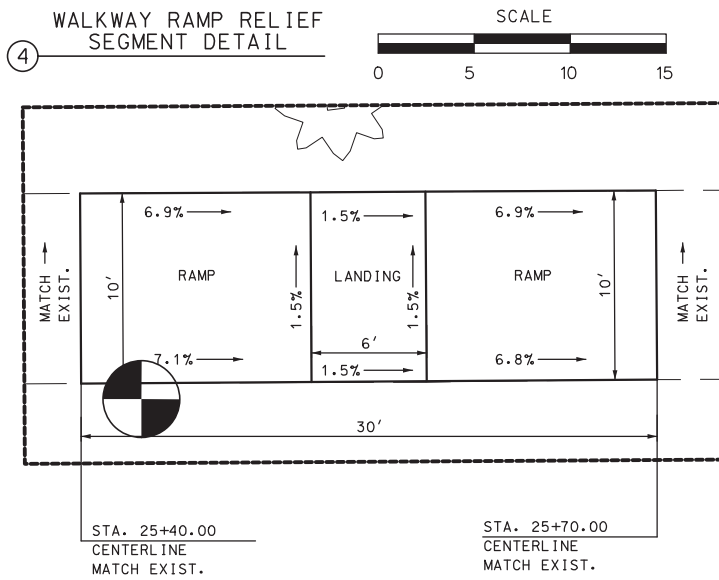 WALKWAY RAMP RELIEF
SEGMENT DETAIL
4
SCALE
0 5 10 15
6.9%
1.5%
6.9%
MATCH
EXIST.
10'
RAMP
1.5%
LANDING
1.5%
RAMP
10'
MATCH
EXIST.
6'
7.1%
1.5%
6.8%
30'
STA. 25+40.00
CENTERLINE
MATCH EXIST.
STA. 25+70.00
CENTERLINE
MATCH EXIST.